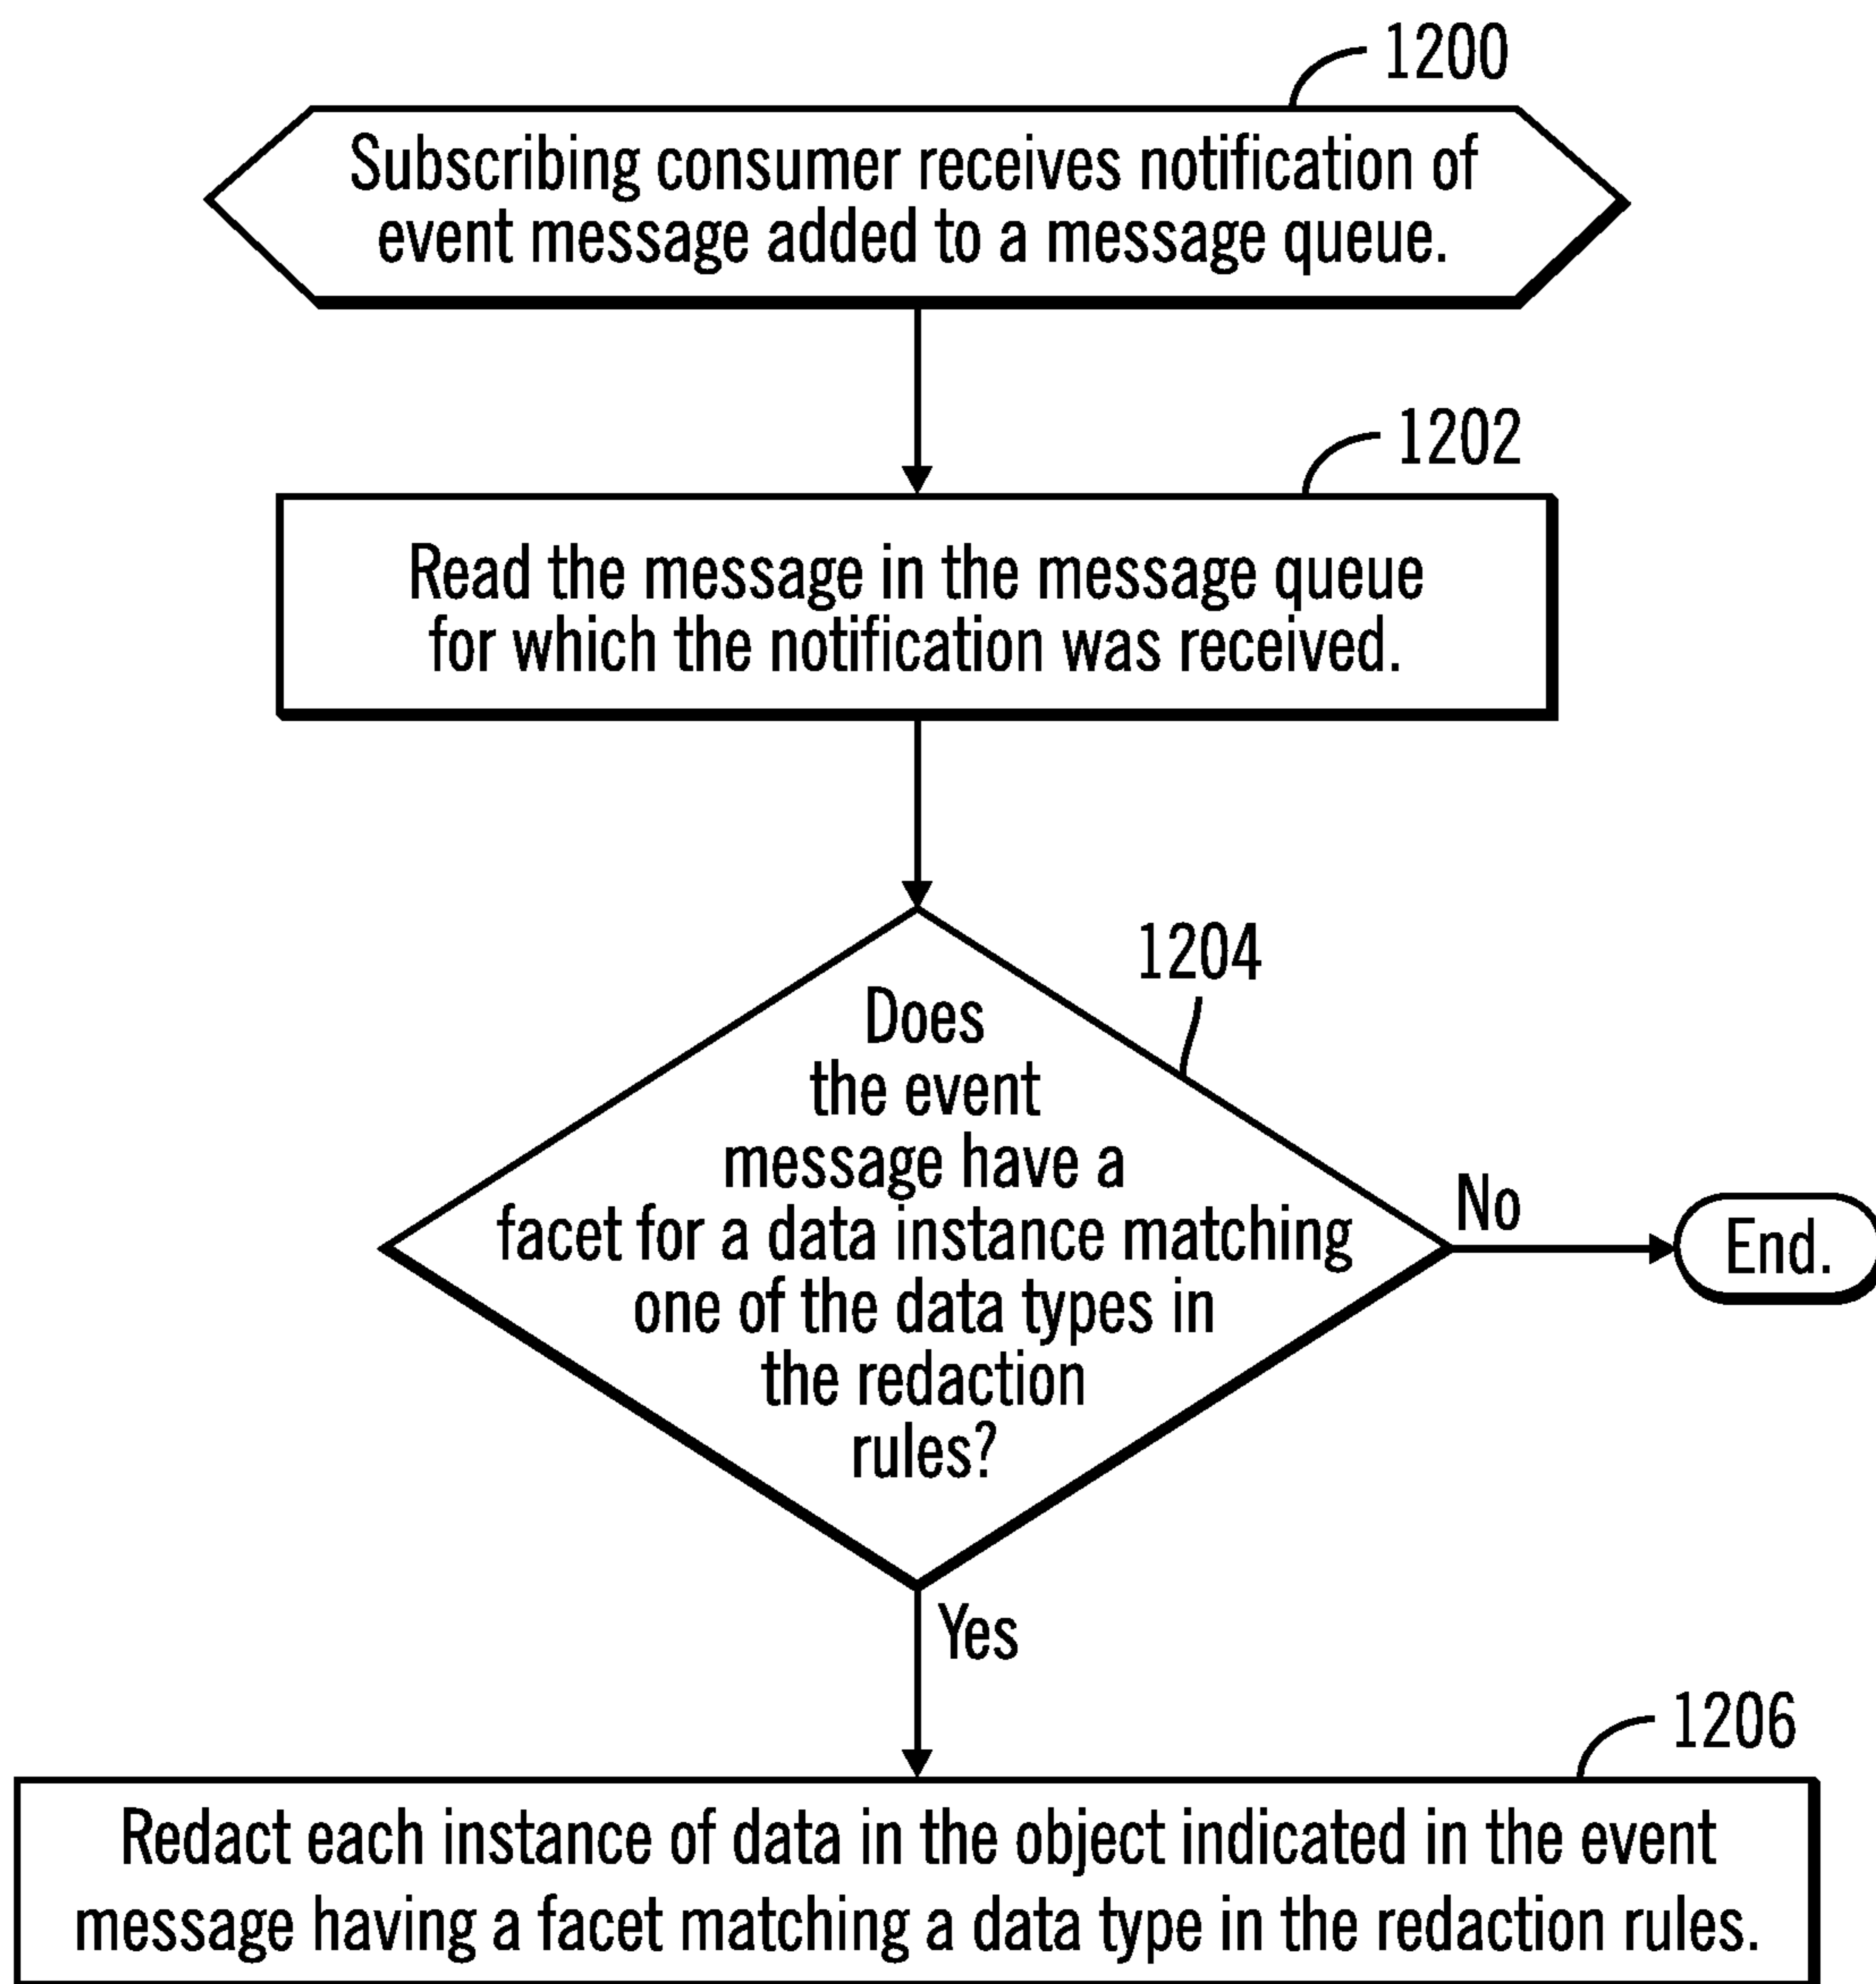 1200
Subscribing consumer receives notification of
event message added to a message queue.
1202
Read the message in the message queue
for which the notification was received.
1204
Does
the event
message have a
facet for a data instance matching
one of the data types in
the redaction
rules?
No
End.
Yes
1206
Redact each instance of data in the object indicated in the event
message having a facet matching a data type in the redaction rules.